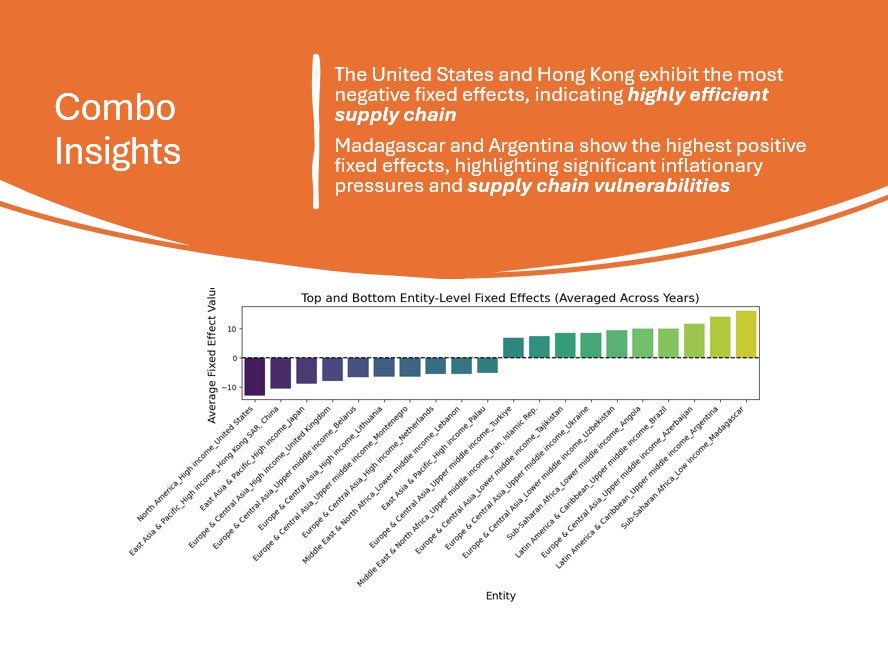 Combo
Insights
The United States and Hong Kong exhibit the most
negative fixed effects, indicating highly efficient
supply chain
Madagascar and Argentina show the highest positive
fixed effects, highlighting significant inflationary
pressures and supply chain vulnerabilities
Top and Bottom Entity-Level Fixed Effects (Averaged Across Years)
Average Fixed Effect Valu
10
0
−10
North America_High income_United States
East Asia & Pacific_High income_Hong Kong SAR, China
East Asia & Pacific_High income_Japan
Europe & Central Asia_High income_United Kingdom
Europe & Central Asia_Upper middle income_Belarus
Europe & Central Asia_High income_Lithuania
Europe & Central Asia_Upper middle income_Montenegro
Europe & Central Asia_High income_Netherlands
Middle East & North Africa_Lower middle income_Lebanon
East Asia & Pacific_High income_Palau
Europe & Central Asia_Upper middle income_Turkiye
Middle East & North Africa_Upper middle income_Iran, Islamic Rep.
Europe & Central Asia_Lower middle income_Tajikistan
Europe & Central Asia_Upper middle income_Ukraine
Europe & Central Asia_Lower middle income_Uzbekistan
Sub-Saharan Africa_Lower middle income_Angola
Latin America & Caribbean_Upper middle income_Brazil
Europe & Central Asia_Upper middle income_Azerbaijan
Latin America & Caribbean_Upper middle income_Argentina
Sub-Saharan Africa_Low income_Madagascar
Entity